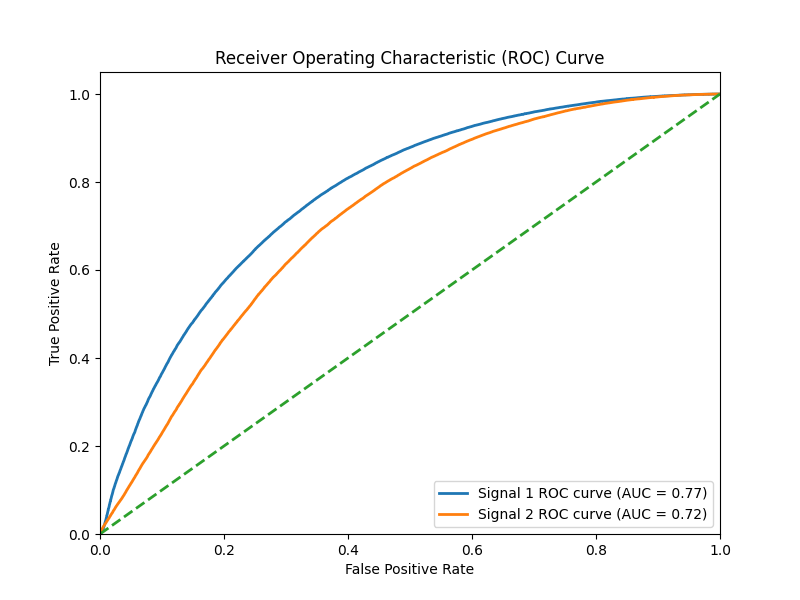 Receiver Operating Characteristic (ROC) Curve
True Positive Rate
1.0
0.8
0.6
0.4
0.2
0.0
Signal 1 ROC curve (AUC = 0.77)
Signal 2 ROC curve (AUC = 0.72)
0.0 0.2 0.4 0.6 0.8 1.0
False Positive Rate